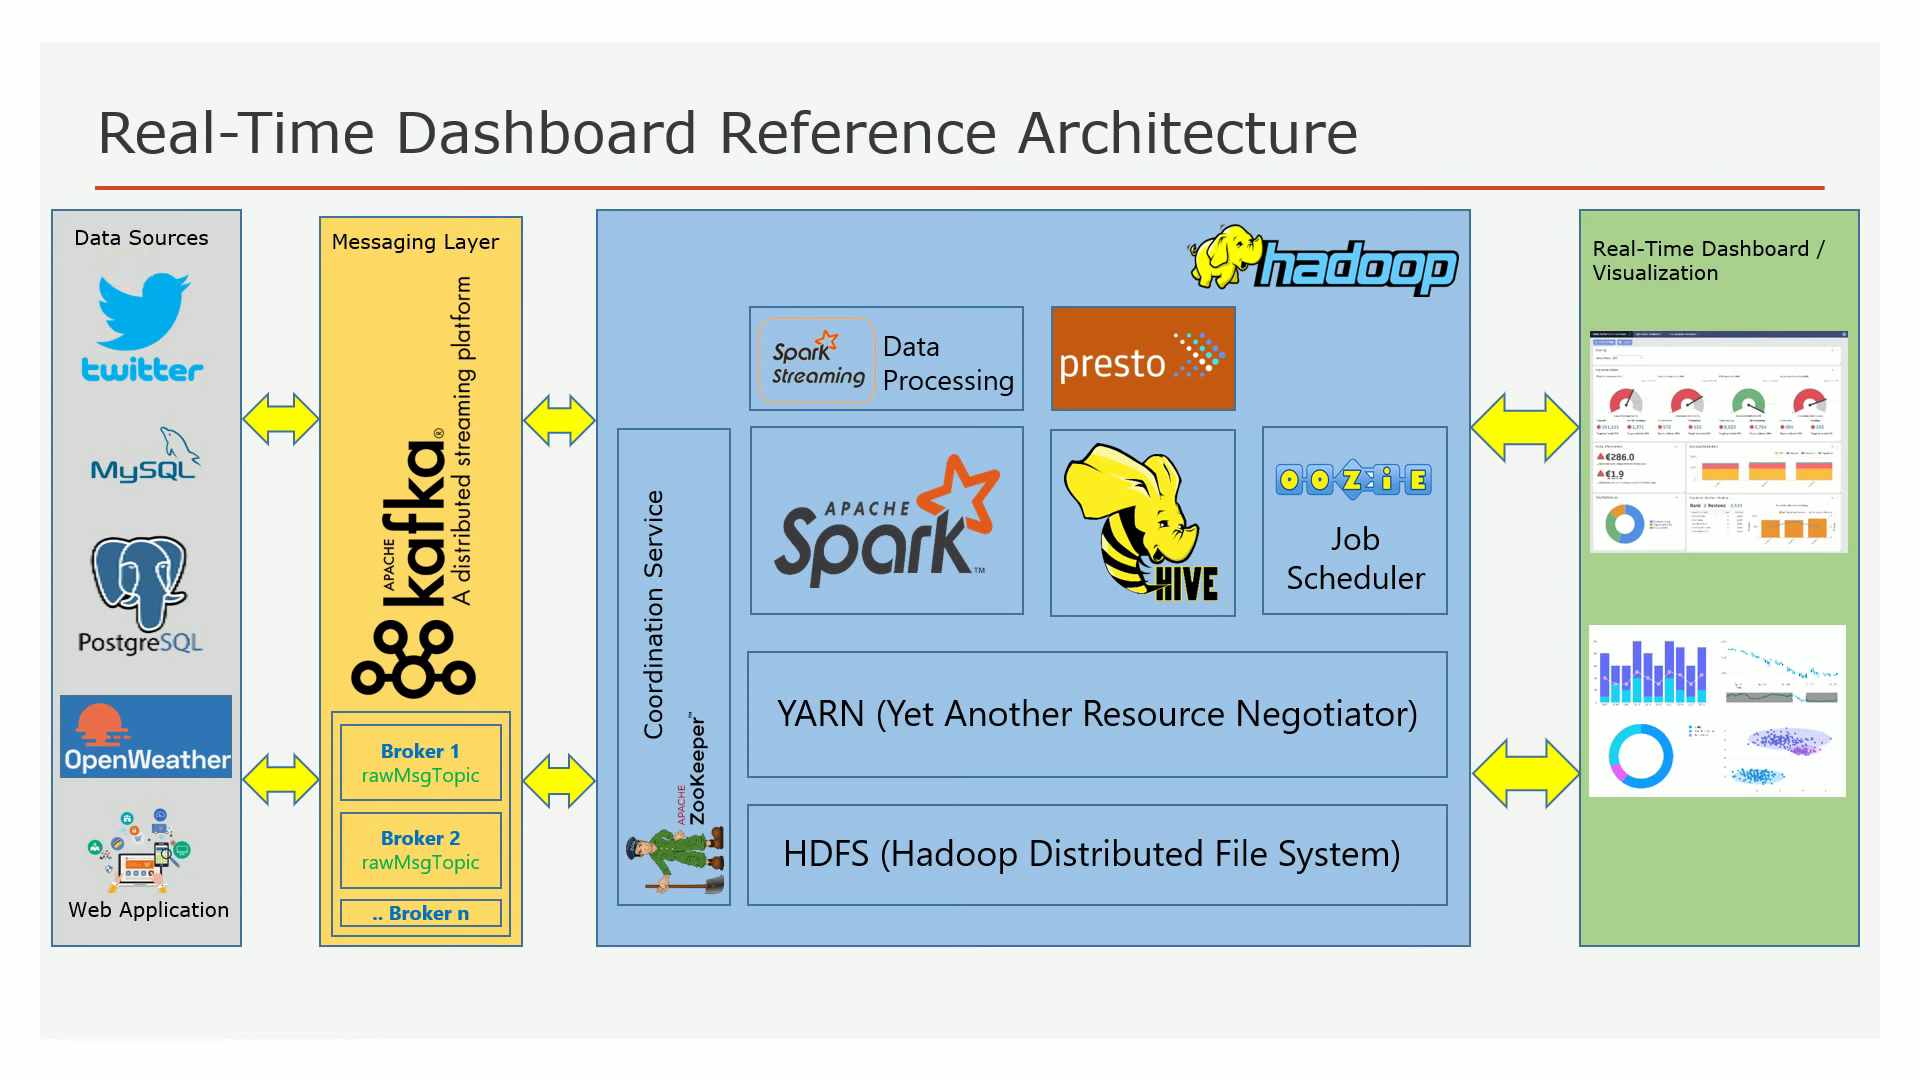 Real-Time Dashboard Reference Architecture
Data Sources
twitter
MySQL
PostgreSQL
OpenWeather
Web Application
Messaging Layer
APACHE
kafka®
A distributed streaming platform
Broker 1
rawMsgTopic
Broker 2
rawMsgTopic
.. Broker n
hadoop
Spark
Streaming
Data
Processing
presto
Coordination Service
APACHE
ZooKeeper™
APACHE
Spark™
HIVE
OOZiE
Job
Scheduler
YARN (Yet Another Resource Negotiator)
HDFS (Hadoop Distributed File System)
Real-Time Dashboard /
Visualization
€286.0
€1.9